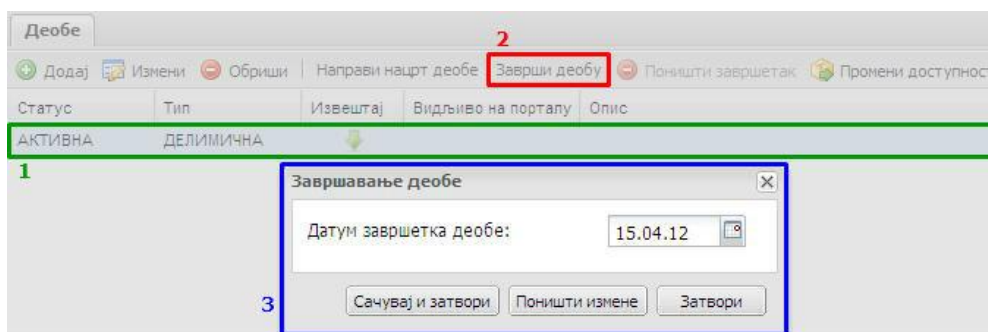 Деобе
2
Додај Измени Обриши Направи нацрт деобе Заврши деобу Поништи завршетак Промени доступност
Статус Тип Извештај Видљиво на порталу Опис
АКТИВНА ДЕЛИМИЧНА
1
Завршавање деобе
Датум завршетка деобе: 15.04.12
3 Сачувај и затвори Поништи измене Затвори